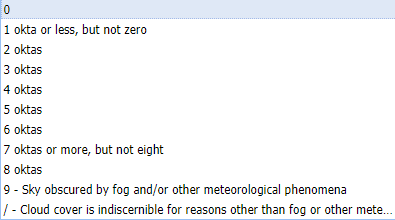 0
1 okta or less, but not zero
2 oktas
3 oktas
4 oktas
5 oktas
6 oktas
7 oktas or more, but not eight
8 oktas
9 - Sky obscured by fog and/or other meteorological phenomena
/ - Cloud cover is indiscernible for reasons other than fog or other mete...